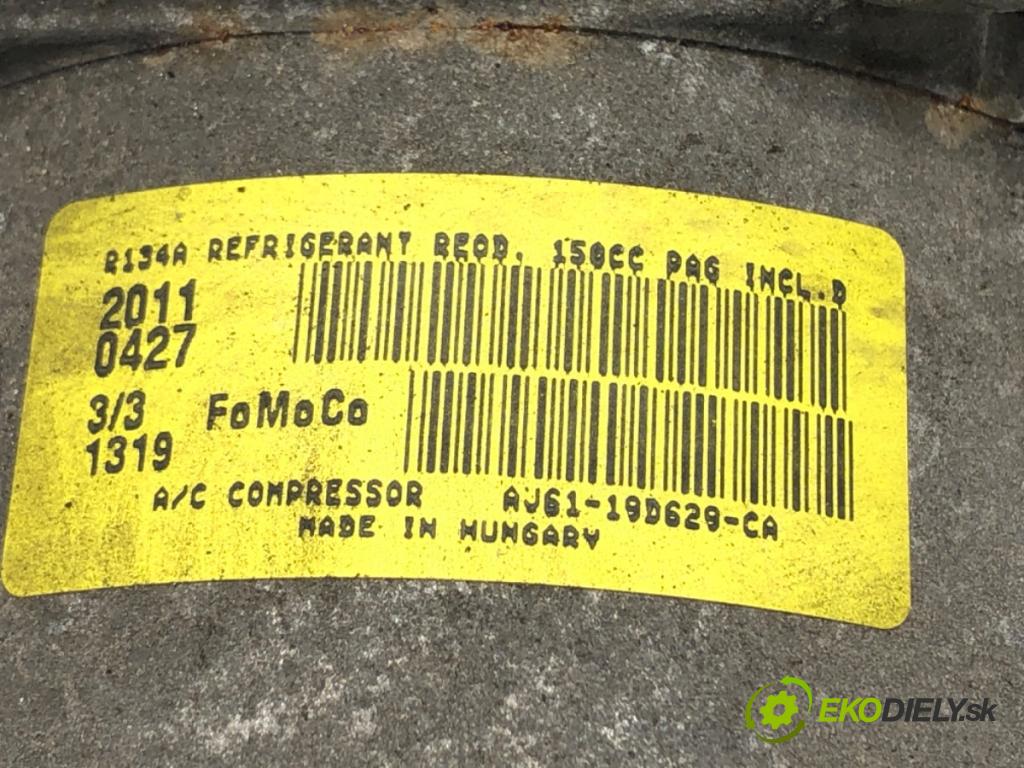 R134A REFRIGERANT REQD. 150CC PAG INCL.D
2011
0427
3/3 FoMoCo
1319
A/C COMPRESSOR AJ61-19D629-CA
MADE IN HUNGARY
EKODIELY.sk